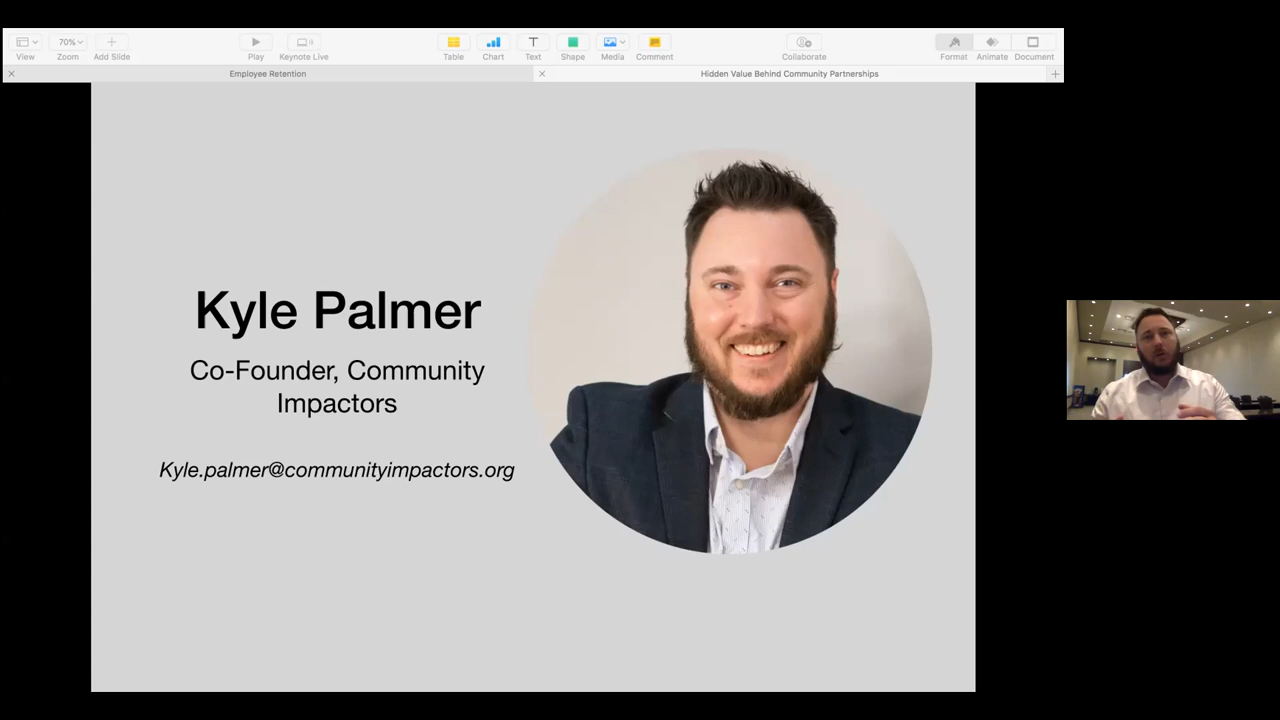 70%
View
Zoom
Add Slide
Play
Keynote Live
Table
Chart
Text
Shape
Media
Comment
Collaborate
Format
Animate
Document
Employee Retention
Hidden Value Behind Community Partnerships
Kyle Palmer
Co-Founder, Community
Impactors
Kyle.palmer@communityimpactors.org